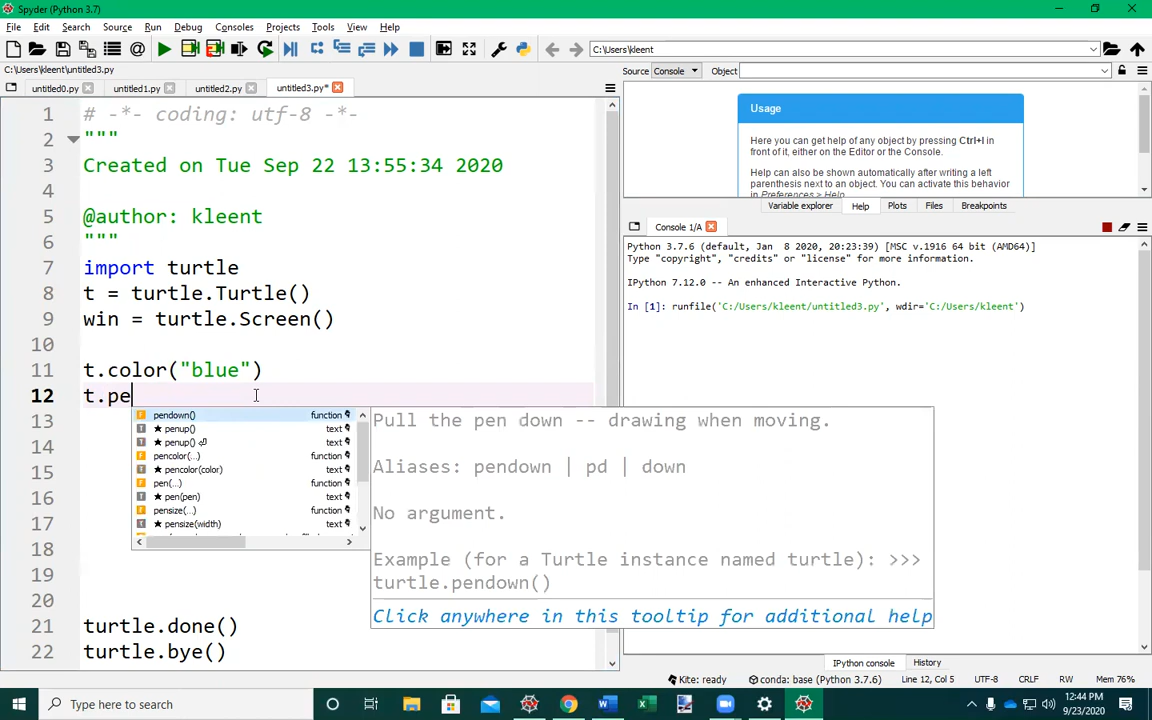 Spyder (Python 3.7)
File Edit Search Source Run Debug Consoles Projects Tools View Help
C:\Users\kleent
C:\Users\kleent\untitled3.py
untitled0.py untitled1.py untitled2.py untitled3.py*
1 # -*- coding: utf-8 -*-
2 """
3 Created on Tue Sep 22 13:55:34 2020
4
5 @author: kleent
6 """
7 import turtle
8 t = turtle.Turtle()
9 win = turtle.Screen()
10
11 t.color("blue")
12 t.pe
13
14
15
16
17
18
19
20
21 turtle.done()
22 turtle.bye()
pendown() function
★ penup() text
★ penup() text
pencolor(...) function
★ pencolor(color) text
pen(...) function
★ pen(pen) text
pensize(...) function
★ pensize(width) text
Pull the pen down -- drawing when moving.
Aliases: pendown | pd | down
No argument.
Example (for a Turtle instance named turtle): >>>
turtle.pendown()
Click anywhere in this tooltip for additional help
Source Console Object
Usage
Here you can get help of any object by pressing Ctrl+I in
front of it, either on the Editor or the Console.
Help can also be shown automatically after writing a left
parenthesis next to an object. You can activate this behavior
in Preferences > Help.
Variable explorer Help Plots Files Breakpoints
Console 1/A
Python 3.7.6 (default, Jan 8 2020, 20:23:39) [MSC v.1916 64 bit (AMD64)]
Type "copyright", "credits" or "license" for more information.
IPython 7.12.0 -- An enhanced Interactive Python.
In [1]: runfile('C:/Users/kleent/untitled3.py', wdir='C:/Users/kleent')
IPython console History
Kite: ready conda: base (Python 3.7.6) Line 12, Col 5 UTF-8 CRLF RW Mem 76%
Type here to search
12:44 PM
9/23/2020